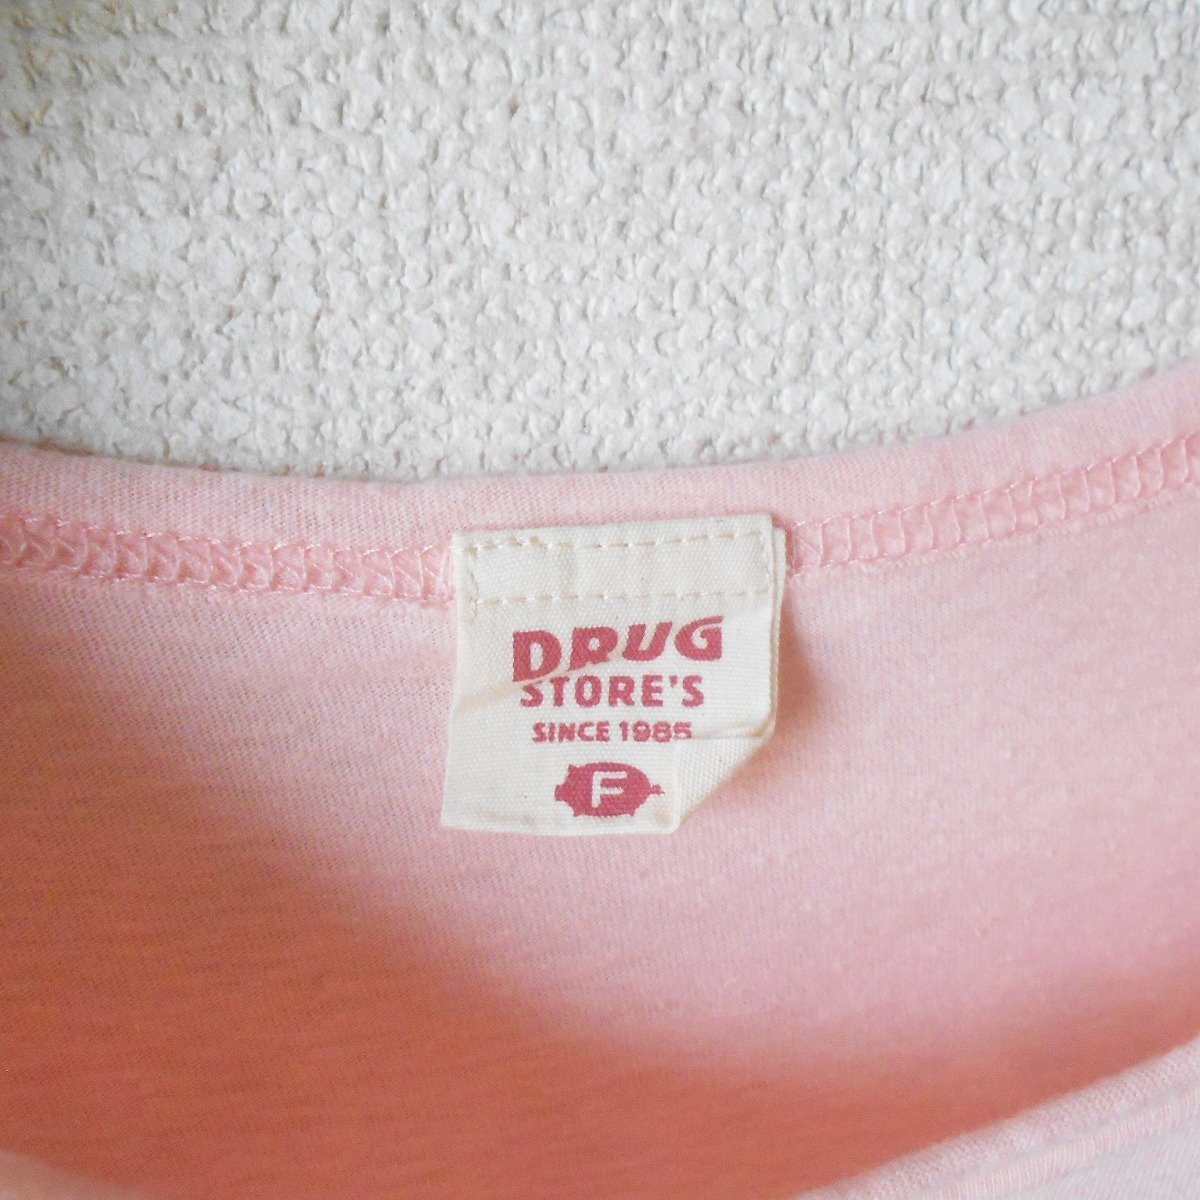 DRUG
STORE'S
SINCE 1985
F